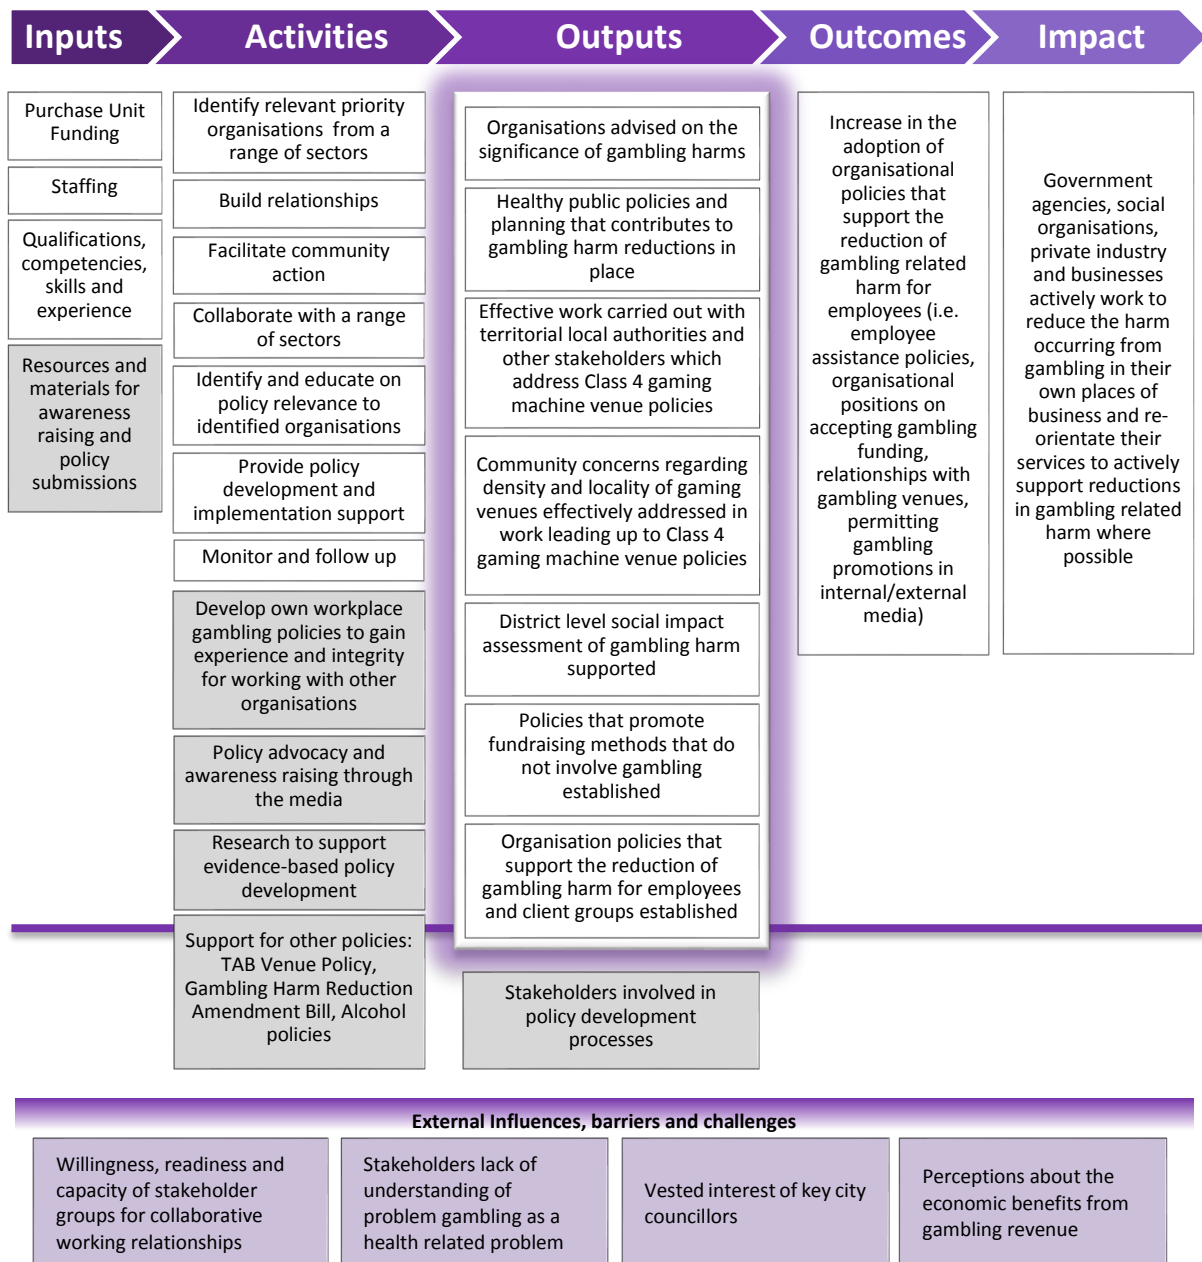 Inputs
Activities
Outputs
Outcomes
Impact
Purchase Unit
Funding
Staffing
Qualifications,
competencies,
skills and
experience
Resources and
materials for
awareness
raising and
policy
submissions
Identify relevant priority
organisations from a
range of sectors
Build relationships
Facilitate community
action
Collaborate with a range
of sectors
Identify and educate on
policy relevance to
identified organisations
Provide policy
development and
implementation support
Monitor and follow up
Develop own workplace
gambling policies to gain
experience and integrity
for working with other
organisations
Policy advocacy and
awareness raising through
the media
Research to support
evidence-based policy
development
Support for other policies:
TAB Venue Policy,
Gambling Harm Reduction
Amendment Bill, Alcohol
policies
Organisations advised on the
significance of gambling harms
Healthy public policies and
planning that contributes to
gambling harm reductions in
place
Effective work carried out with
territorial local authorities and
other stakeholders which
address Class 4 gaming
machine venue policies
Community concerns regarding
density and locality of gaming
venues effectively addressed in
work leading up to Class 4
gaming machine venue policies
District level social impact
assessment of gambling harm
supported
Policies that promote
fundraising methods that do
not involve gambling
established
Organisation policies that
support the reduction of
gambling harm for employees
and client groups established
Stakeholders involved in
policy development
processes
Increase in the
adoption of
organisational
policies that
support the
reduction of
gambling related
harm for
employees (i.e.
employee
assistance policies,
organisational
positions on
accepting gambling
funding,
relationships with
gambling venues,
permitting
gambling
promotions in
internal/external
media)
Government
agencies, social
organisations,
private industry
and businesses
actively work to
reduce the harm
occurring from
gambling in their
own places of
business and re-
orientate their
services to actively
support reductions
in gambling related
harm where
possible
External Influences, barriers and challenges
Willingness, readiness and
capacity of stakeholder
groups for collaborative
working relationships
Stakeholders lack of
understanding of
problem gambling as a
health related problem
Vested interest of key city
councillors
Perceptions about the
economic benefits from
gambling revenue